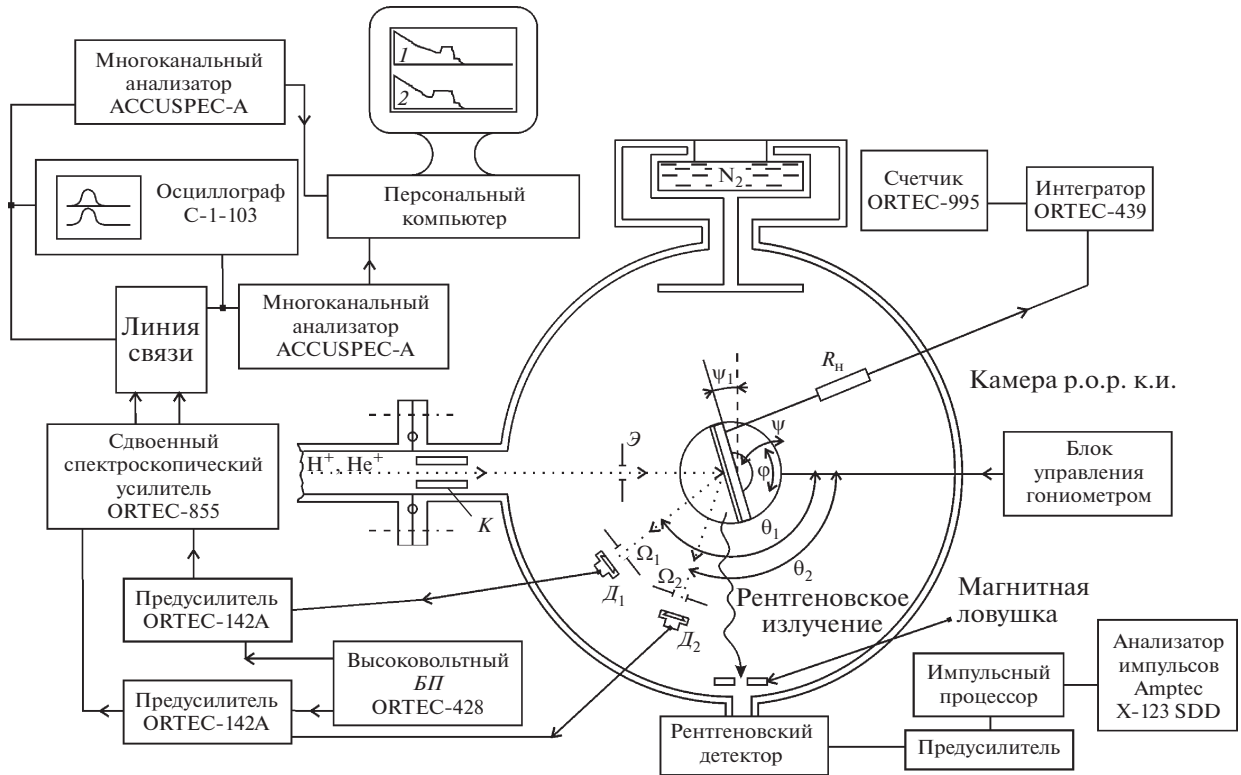 Многоканальный
анализатор
ACCUSPEC-A
1
2
Осциллограф
С-1-103
Персональный
компьютер
Линия
связи
Многоканальный
анализатор
ACCUSPEC-A
N₂
Счетчик
ORTEC-995
Интегратор
ORTEC-439
Rн
Камера р.о.р. к.и.
ψ₁
ψ
φ
Сдвоенный
спектроскопический
усилитель
ORTEC-855
H⁺, He⁺
К
Э
Блок
управления
гониометром
θ₁
θ₂
Ω₁
Ω₂
Д₁
Д₂
Рентгеновское
излучение
Магнитная
ловушка
Предусилитель
ORTEC-142A
Высоковольтный
БП
ORTEC-428
Предусилитель
ORTEC-142A
Рентгеновский
детектор
Импульсный
процессор
Предусилитель
Анализатор
импульсов
Amptec
X-123 SDD